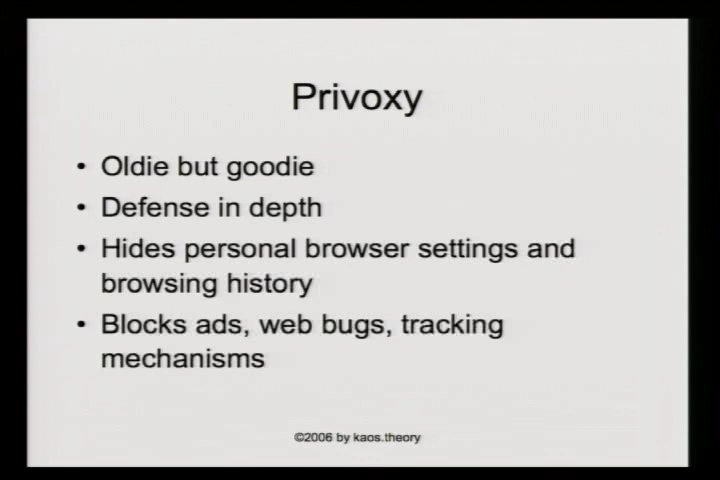 Privoxy
• Oldie but goodie
• Defense in depth
• Hides personal browser settings and
browsing history
• Blocks ads, web bugs, tracking
mechanisms
©2006 by kaos.theory